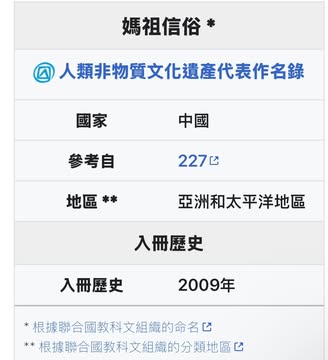 媽祖信俗 *
人類非物質文化遺產代表作名錄
國家 中國
參考自 227
地區 ** 亞洲和太平洋地區
入冊歷史
入冊歷史 2009年
* 根據聯合國教科文組織的命名
** 根據聯合國教科文組織的分類地區